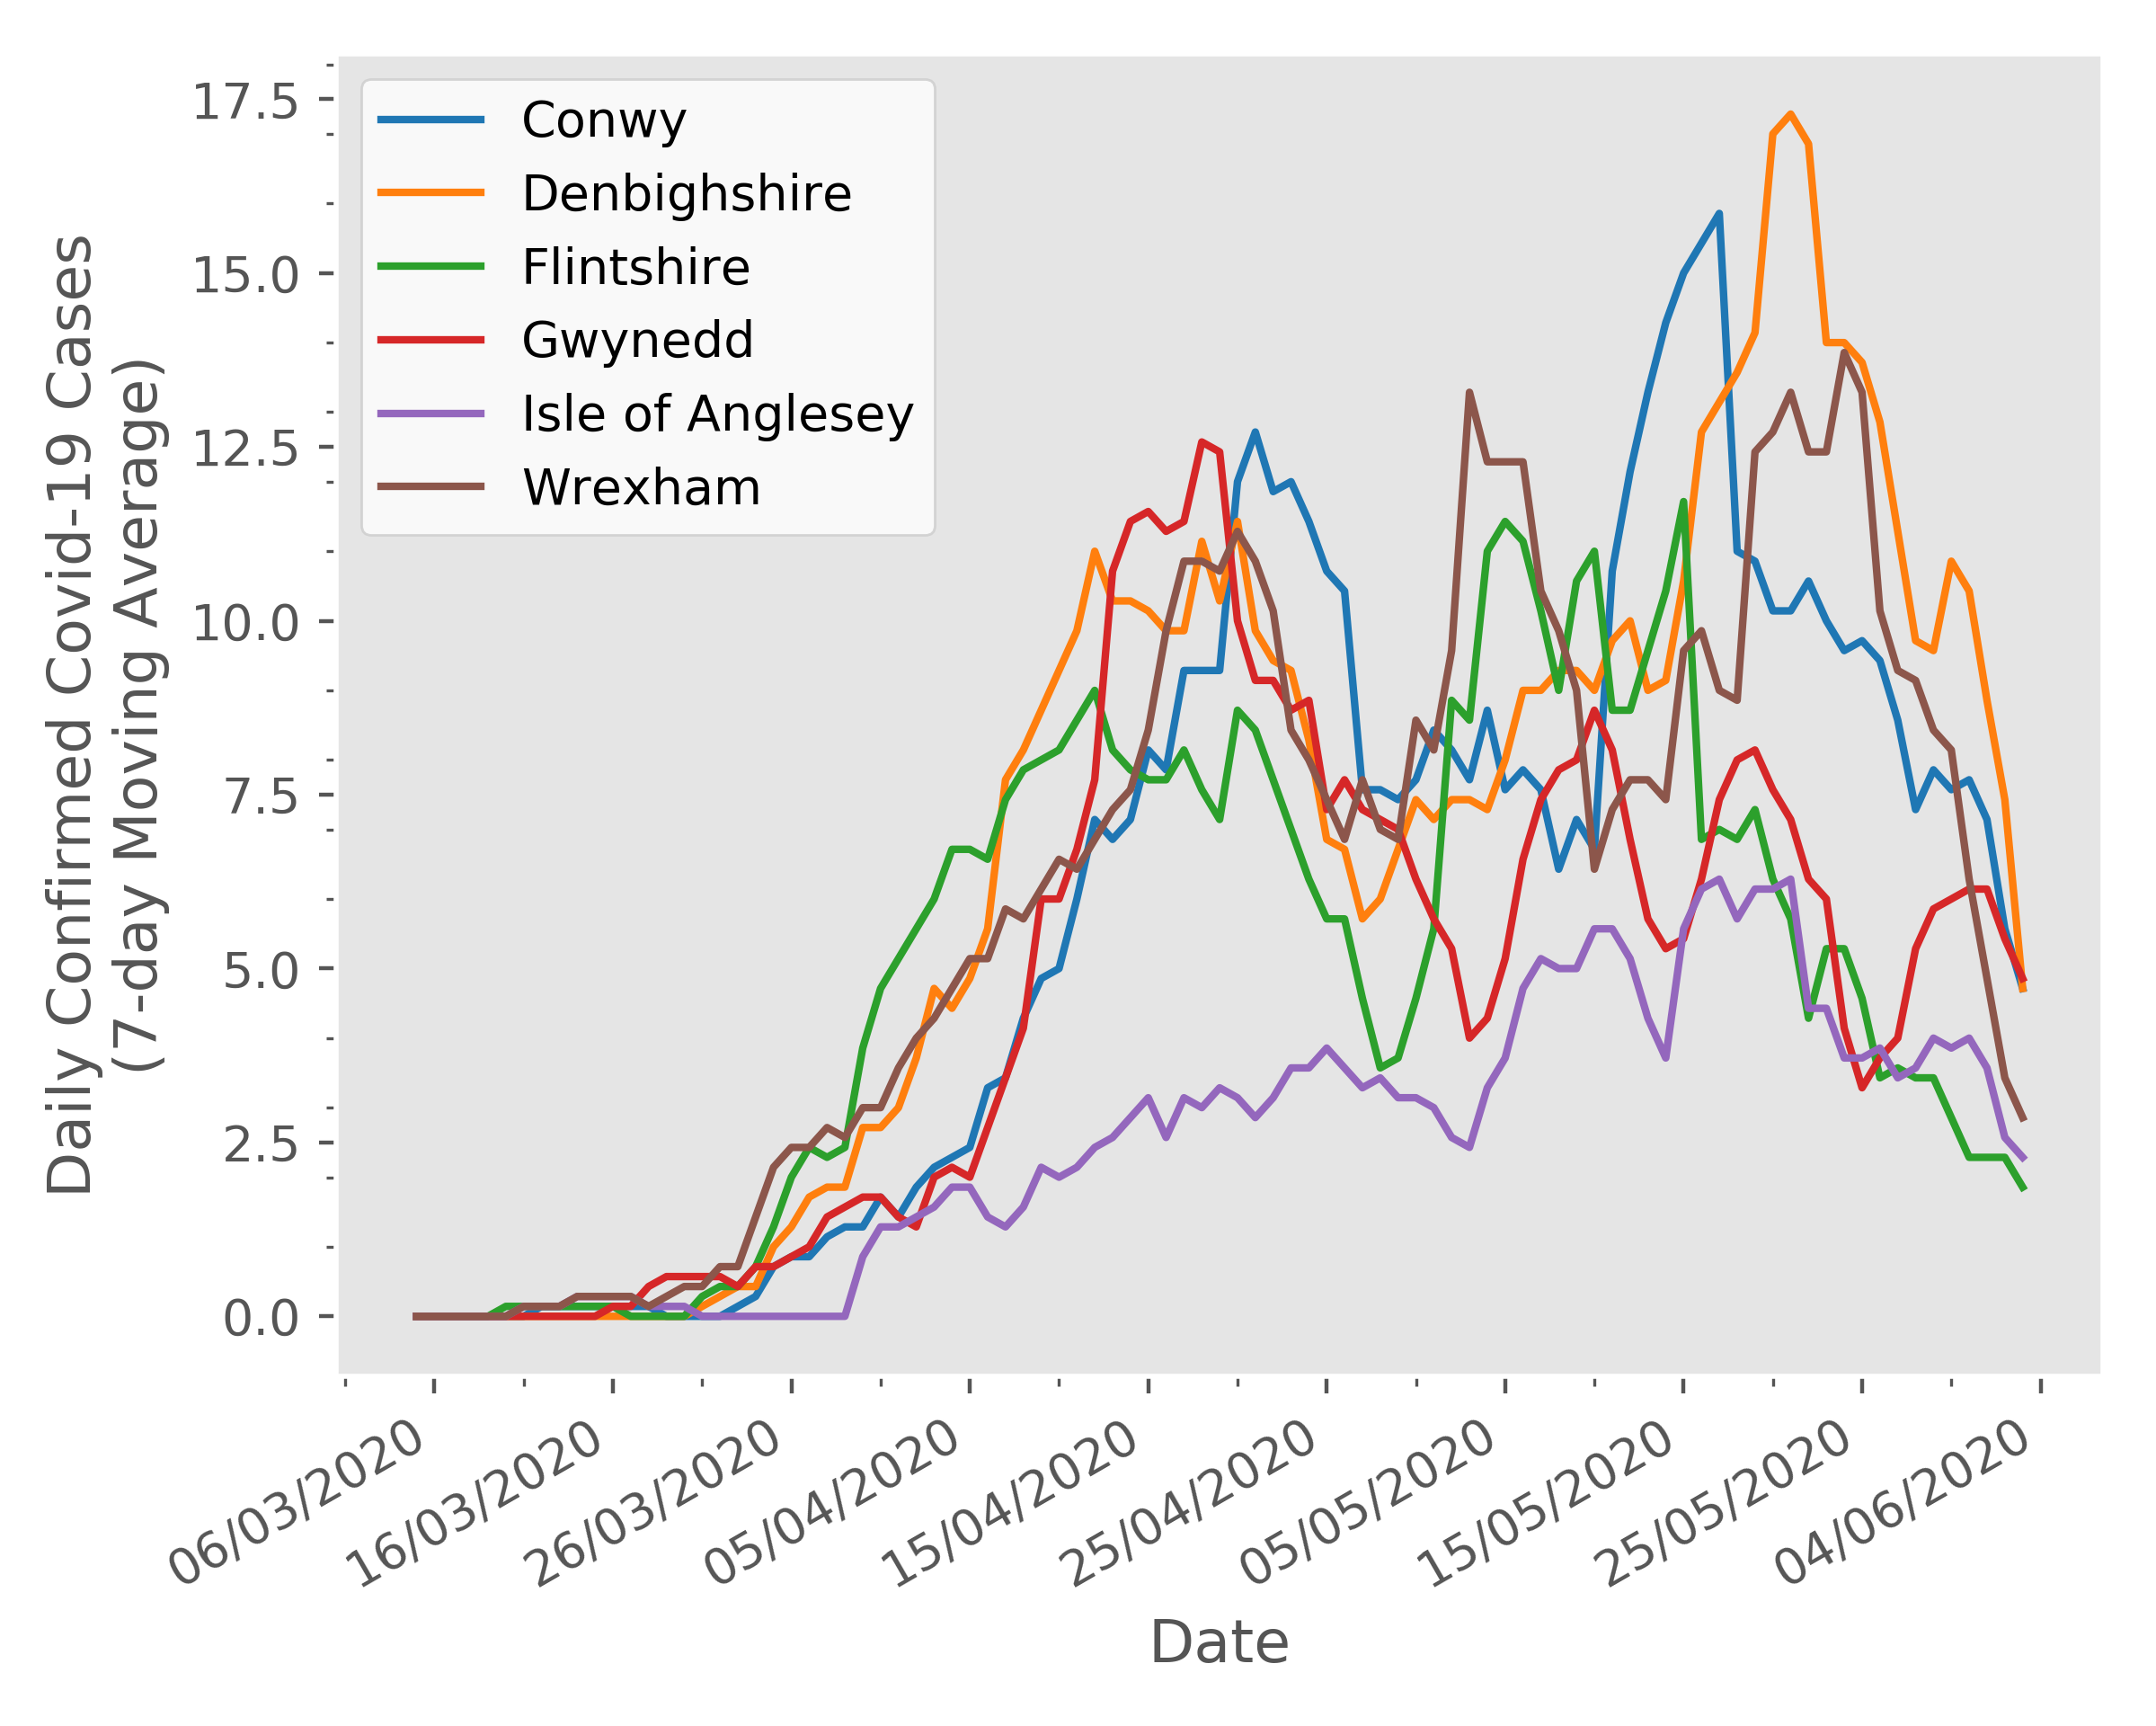 Daily Confirmed Covid-19 Cases
(7-day Moving Average)
17.5
15.0
12.5
10.0
7.5
5.0
2.5
0.0
Conwy
Denbighshire
Flintshire
Gwynedd
Isle of Anglesey
Wrexham
06/03/2020
16/03/2020
26/03/2020
05/04/2020
15/04/2020
25/04/2020
05/05/2020
15/05/2020
25/05/2020
04/06/2020
Date